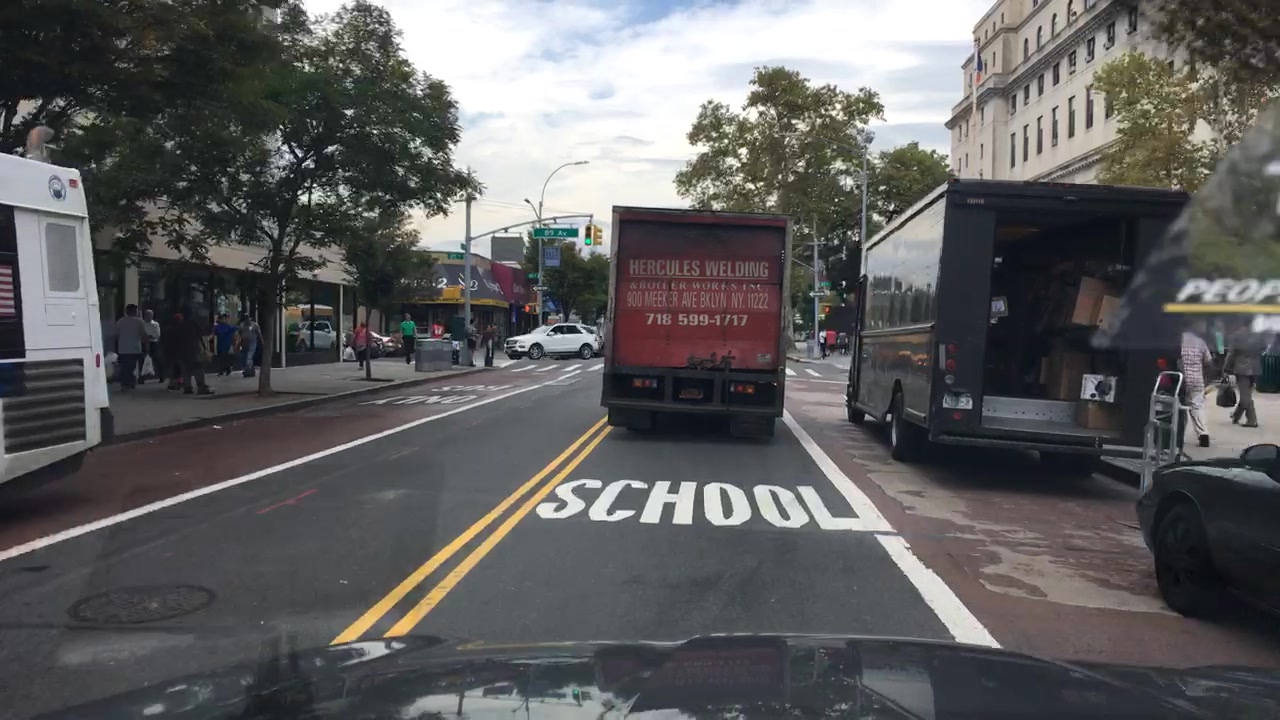 89 Av
HERCULES WELDING
& BOILER WORKS INC
900 MEEKER AVE BKLYN NY. 11222
718 599-1717
PEOP
SCHOOL